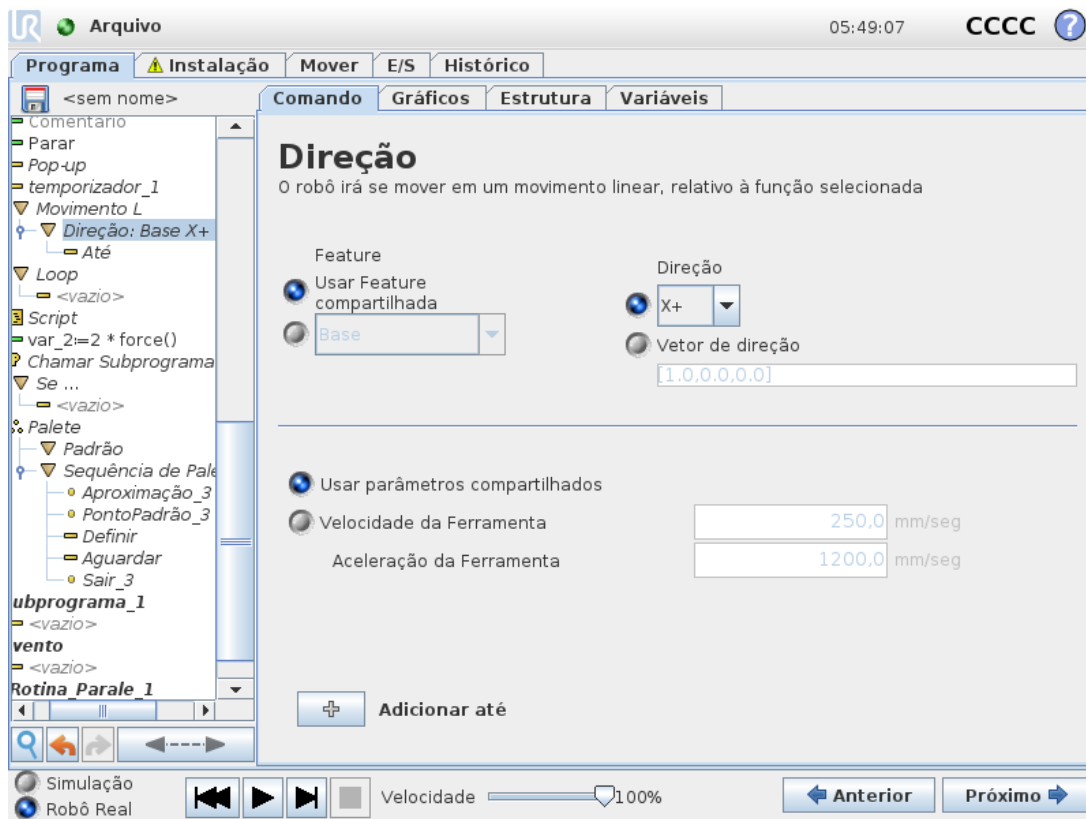 UR
Arquivo
05:49:07
CCCC
?
Programa
Instalação
Mover
E/S
Histórico
<sem nome>
Comando
Gráficos
Estrutura
Variáveis
Comentário
Parar
Pop-up
temporizador_1
Movimento L
Direção: Base X+
Até
Loop
<vazio>
Script
var_2:=2 * force()
Chamar Subprograma
Se ...
<vazio>
Palete
Padrão
Sequência de Pale
Aproximação_3
PontoPadrão_3
Definir
Aguardar
Sair_3
ubprograma_1
<vazio>
vento
<vazio>
Rotina_Parale_1
Direção
O robô irá se mover em um movimento linear, relativo à função selecionada
Feature
Usar Feature
compartilhada
Base
Direção
X+
Vetor de direção
[1.0,0.0,0.0]
Usar parâmetros compartilhados
Velocidade da Ferramenta
250,0 mm/seg
Aceleração da Ferramenta
1200,0 mm/seg
Adicionar até
Simulação
Robô Real
Velocidade
100%
Anterior
Próximo